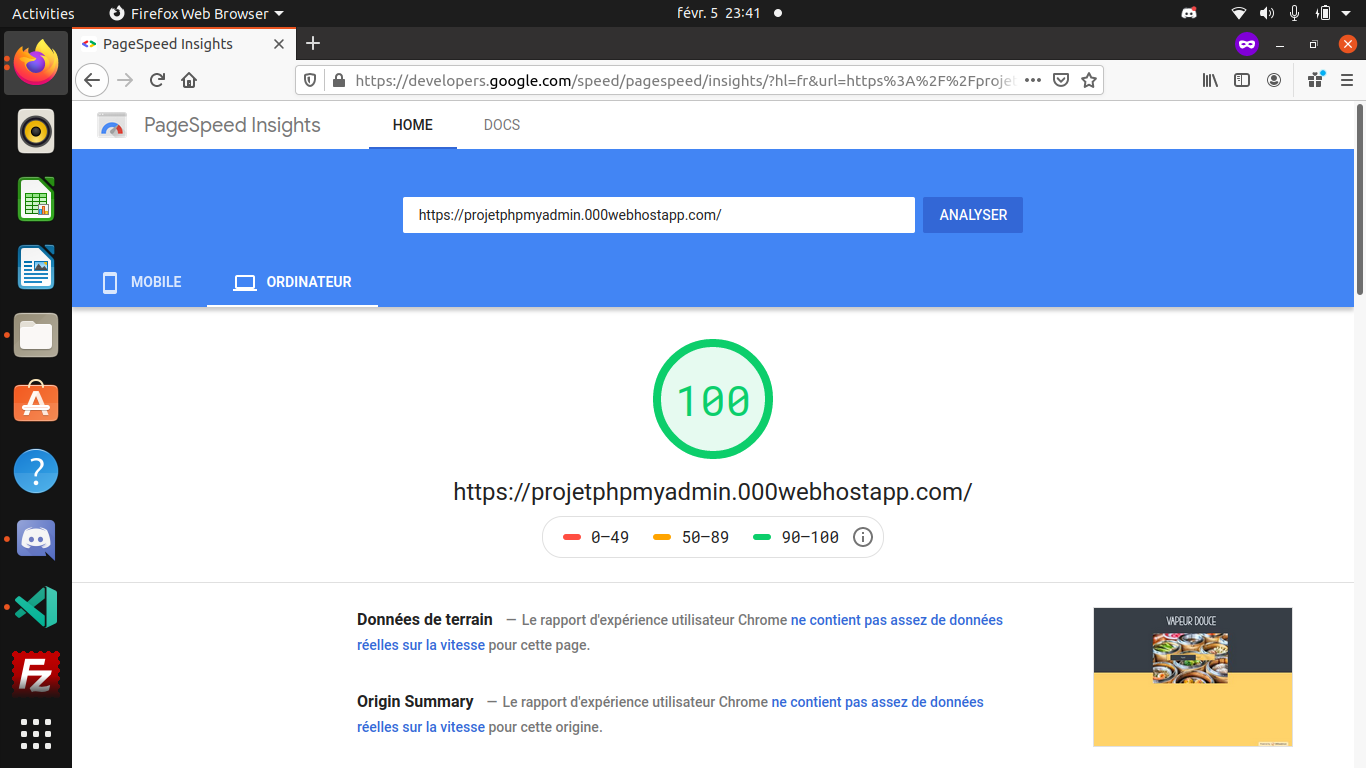 Activities
Firefox Web Browser
févr. 5 23:41
PageSpeed Insights
https://developers.google.com/speed/pagespeed/insights/?hl=fr&url=https%3A%2F%2Fprojet
PageSpeed Insights
HOME
DOCS
https://projetphpmyadmin.000webhostapp.com/
ANALYSER
MOBILE
ORDINATEUR
100
https://projetphpmyadmin.000webhostapp.com/
0–49
50–89
90–100
Données de terrain — Le rapport d'expérience utilisateur Chrome ne contient pas assez de données
réelles sur la vitesse pour cette page.
VAPEUR DOUCE
Origin Summary — Le rapport d'expérience utilisateur Chrome ne contient pas assez de données
réelles sur la vitesse pour cette origine.